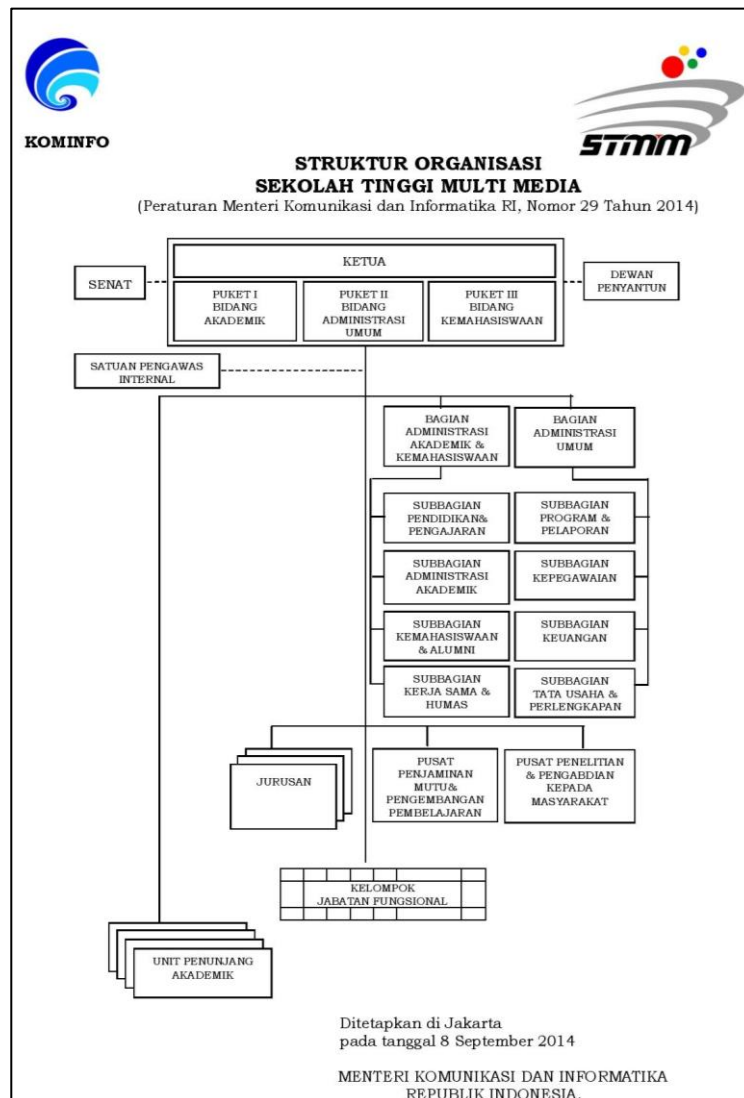 KOMINFO
STMM
STRUKTUR ORGANISASI
SEKOLAH TINGGI MULTI MEDIA
(Peraturan Menteri Komunikasi dan Informatika RI, Nomor 29 Tahun 2014)
KETUA
SENAT
DEWAN
PENYANTUN
PUKET I
BIDANG
AKADEMIK
PUKET II
BIDANG
ADMINISTRASI
UMUM
PUKET III
BIDANG
KEMAHASISWAAN
SATUAN PENGAWAS
INTERNAL
BAGIAN
ADMINISTRASI
AKADEMIK &
KEMAHASISWAAN
BAGIAN
ADMINISTRASI
UMUM
SUBBAGIAN
PENDIDIKAN&
PENGAJARAN
SUBBAGIAN
PROGRAM &
PELAPORAN
SUBBAGIAN
ADMINISTRASI
AKADEMIK
SUBBAGIAN
KEPEGAWAIAN
SUBBAGIAN
KEMAHASISWAAN
& ALUMNI
SUBBAGIAN
KEUANGAN
SUBBAGIAN
KERJA SAMA &
HUMAS
SUBBAGIAN
TATA USAHA &
PERLENGKAPAN
JURUSAN
PUSAT
PENJAMINAN
MUTU&
PENGEMBANGAN
PEMBELAJARAN
PUSAT PENELITIAN
& PENGABDIAN
KEPADA
MASYARAKAT
KELOMPOK
JABATAN FUNGSIONAL
UNIT PENUNJANG
AKADEMIK
Ditetapkan di Jakarta
pada tanggal 8 September 2014
MENTERI KOMUNIKASI DAN INFORMATIKA
REPUBLIK INDONESIA,